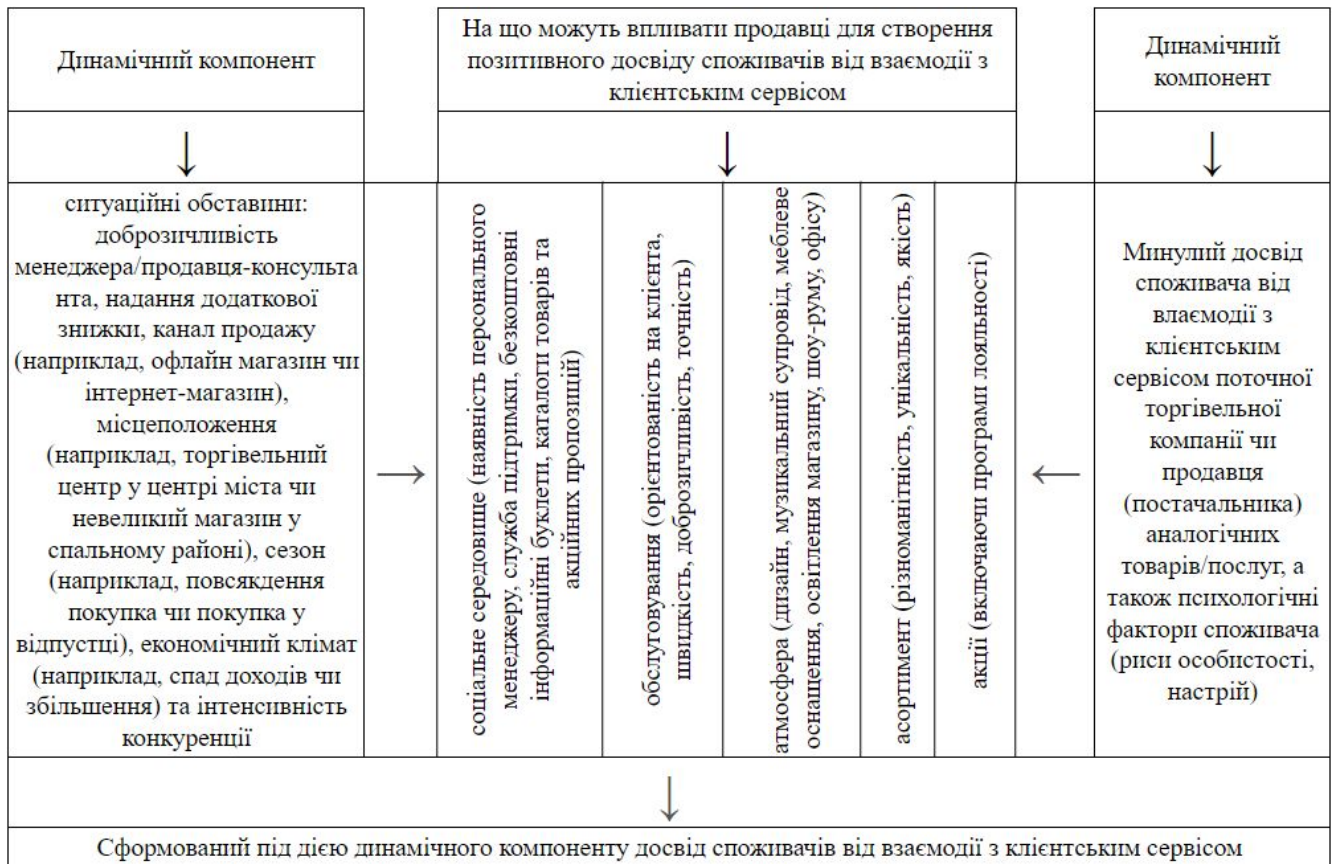 Динамічний компонент
На що можуть впливати продавці для створення
позитивного досвіду споживачів від взаємодії з
клієнтським сервісом
Динамічний
компонент
↓
↓
↓
ситуаційні обставини:
доброзичливість
менеджера/продавця-консульта
нта, надання додаткової
знижки, канал продажу
(наприклад, офлайн магазин чи
інтернет-магазин),
місцеположення
(наприклад, торгівельний
центр у центрі міста чи
невеликий магазин у
спальному районі), сезон
(наприклад, повсякдення
покупка чи покупка у
відпустці), економічний клімат
(наприклад, спад доходів чи
збільшення) та інтенсивність
конкуренції
→
соціальне середовище (наявність персонального
менеджеру, служба підтримки, безкоштовні
інформаційні буклети, каталоги товарів та
акційних пропозицій)
обслуговування (орієнтованість на клієнта,
швидкість, доброзичливість, точність)
атмосфера (дизайн, музикальний супровід, меблеве
оснащення, освітлення магазину, шоу-руму, офісу)
асортимент (різноманітність, унікальність, якість)
акції (включаючи програми лояльності)
←
Минулий досвід
споживача від
влаємодії з
клієнтським
сервісом поточної
торгівельної
компанії чи
продавця
(постачальника)
аналогічних
товарів/послуг, а
також психологічні
фактори споживача
(риси особистості,
настрій)
↓
Сформований під дією динамічного компоненту досвід споживачів від взаємодії з клієнтським сервісом